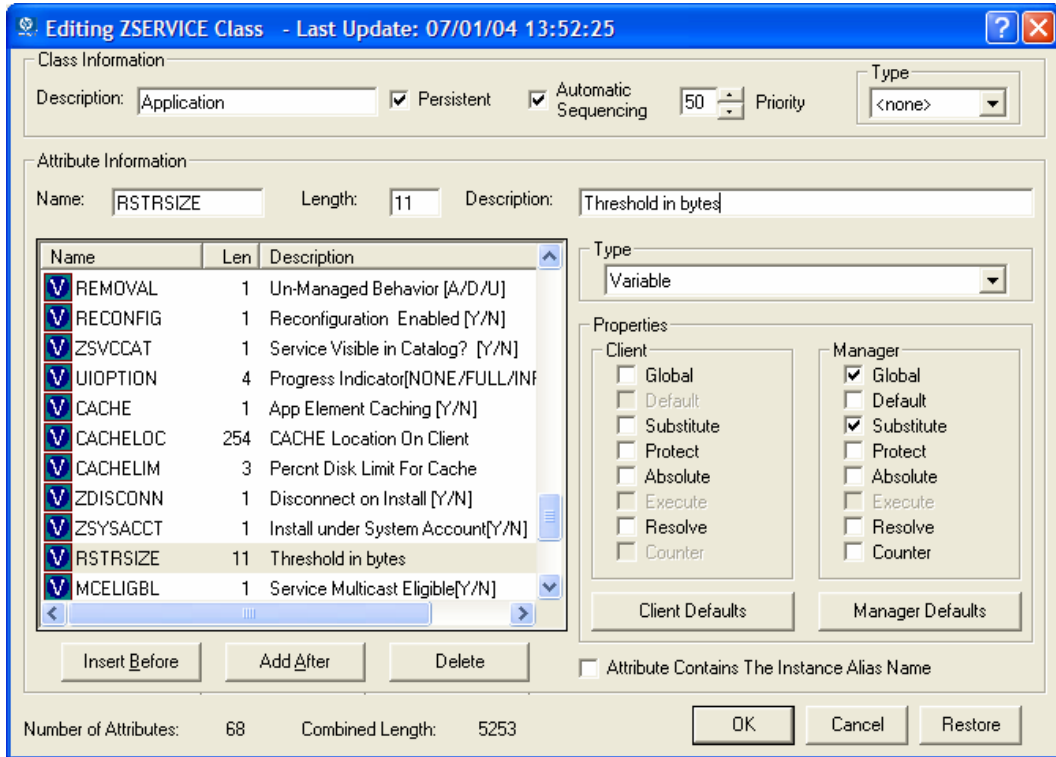 Editing ZSERVICE Class - Last Update: 07/01/04 13:52:25
Class Information
Description: Application
Persistent
Automatic Sequencing
50 Priority
Type
<none>
Attribute Information
Name: RSTRSIZE Length: 11 Description: Threshold in bytes
Name Len Description
V REMOVAL 1 Un-Managed Behavior [A/D/U]
V RECONFIG 1 Reconfiguration Enabled [Y/N]
V ZSVCCAT 1 Service Visible in Catalog? [Y/N]
V UIOPTION 4 Progress Indicator[NONE/FULL/INF
V CACHE 1 App Element Caching [Y/N]
V CACHELOC 254 CACHE Location On Client
V CACHELIM 3 Percnt Disk Limit For Cache
V ZDISCONN 1 Disconnect on Install [Y/N]
V ZSYSACCT 1 Install under System Account[Y/N]
V RSTRSIZE 11 Threshold in bytes
V MCELIGBL 1 Service Multicast Eligible[Y/N]
Insert Before Add After Delete
Type
Variable
Properties
Client
Global
Default
Substitute
Protect
Absolute
Execute
Resolve
Counter
Client Defaults
Manager
Global
Default
Substitute
Protect
Absolute
Execute
Resolve
Counter
Manager Defaults
Attribute Contains The Instance Alias Name
Number of Attributes: 68 Combined Length: 5253
OK Cancel Restore